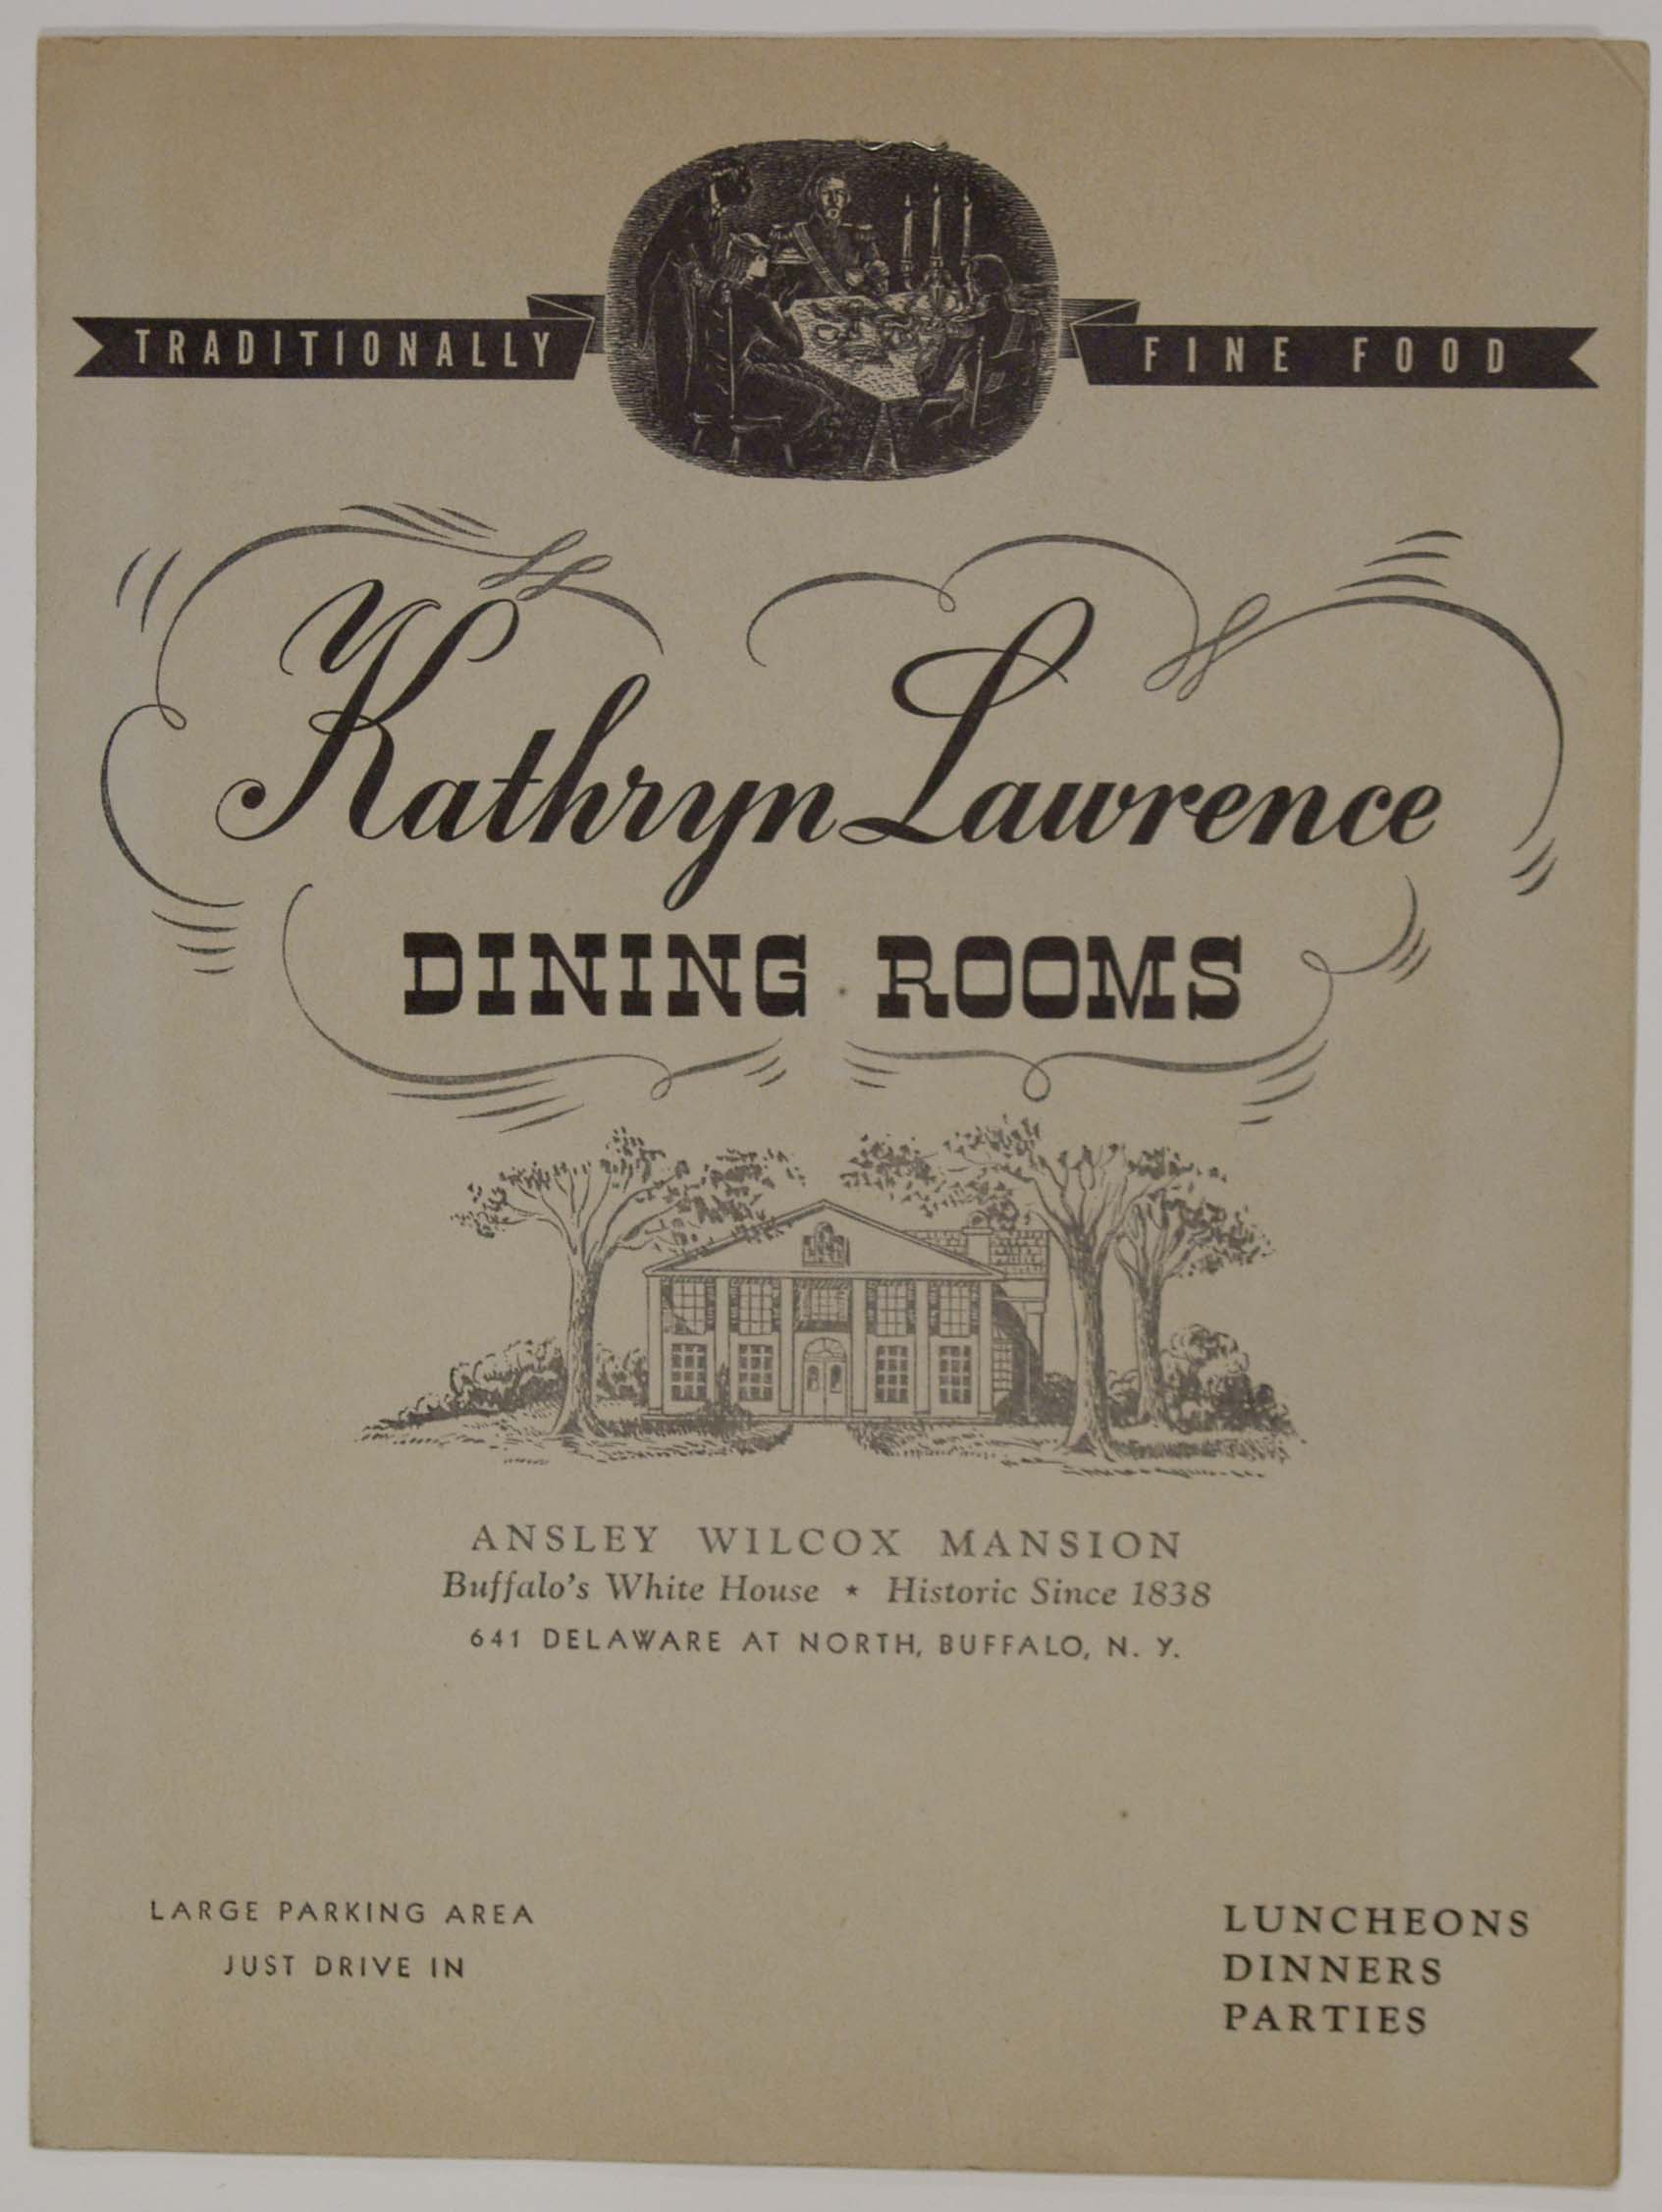 TRADITIONALLY FINE FOOD
Kathryn Lawrence
DINING ROOMS
ANSLEY WILCOX MANSION
Buffalo's White House ★ Historic Since 1838
641 DELAWARE AT NORTH, BUFFALO, N. Y.
LARGE PARKING AREA
JUST DRIVE IN
LUNCHEONS
DINNERS
PARTIES